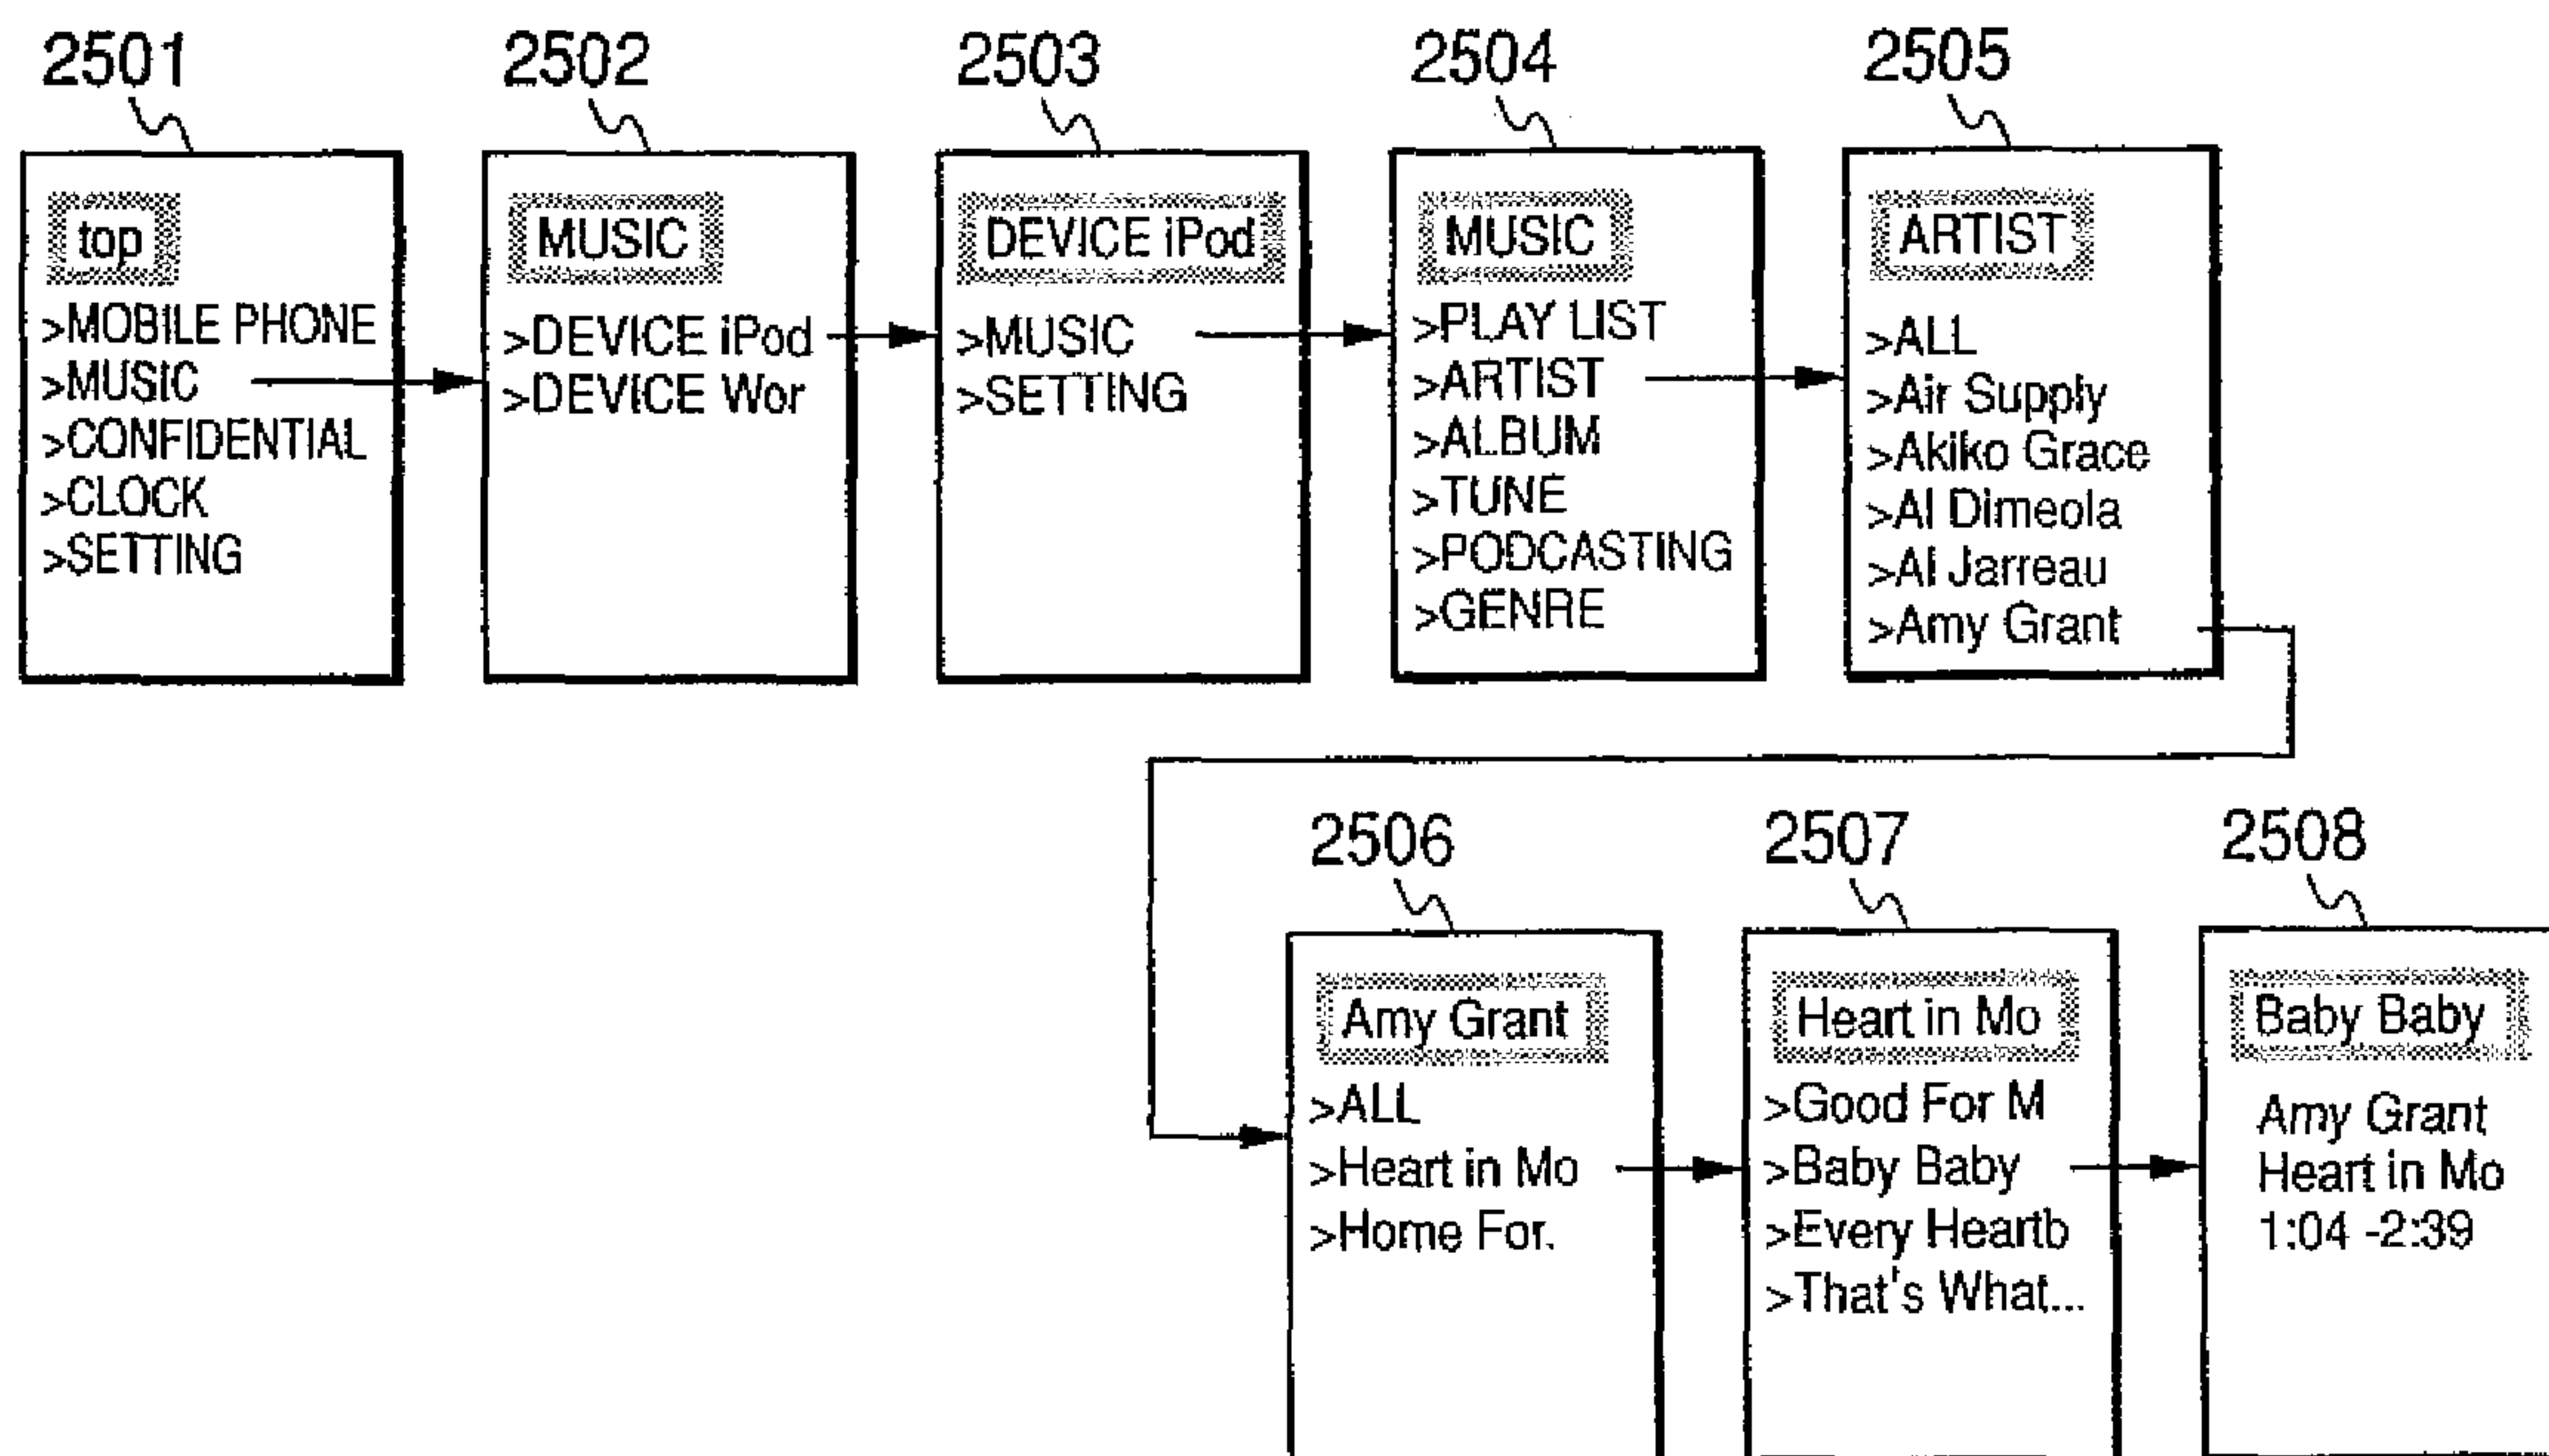 2501
top
>MOBILE PHONE
>MUSIC
>CONFIDENTIAL
>CLOCK
>SETTING
2502
MUSIC
>DEVICE iPod
>DEVICE Wor
2503
DEVICE iPod
>MUSIC
>SETTING
2504
MUSIC
>PLAY LIST
>ARTIST
>ALBUM
>TUNE
>PODCASTING
>GENRE
2505
ARTIST
>ALL
>Air Supply
>Akiko Grace
>Al Dimeola
>Al Jarreau
>Amy Grant
2506
Amy Grant
>ALL
>Heart in Mo
>Home For.
2507
Heart in Mo
>Good For M
>Baby Baby
>Every Heartb
>That's What...
2508
Baby Baby
Amy Grant
Heart in Mo
1:04 -2:39